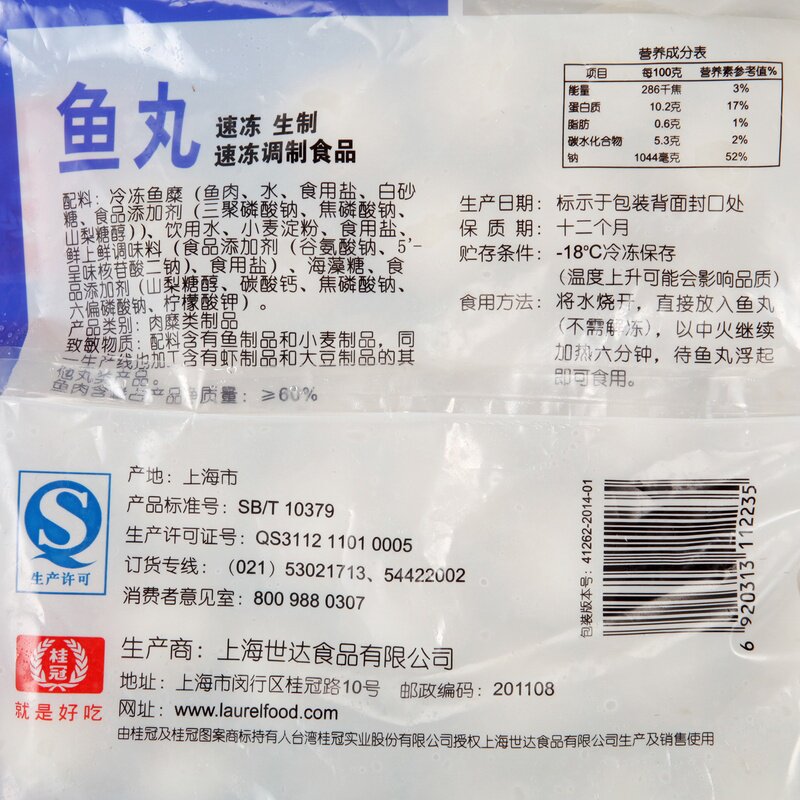 鱼丸
速冻 生制
速冻调制食品
营养成分表
项目 每100克 营养素参考值%
能量 286千焦 3%
蛋白质 10.2克 17%
脂肪 0.6克 1%
碳水化合物 5.3克 2%
钠 1044毫克 52%
配料：冷冻鱼糜（鱼肉、水、食用盐、白砂
糖、食品添加剂（三聚磷酸钠、焦磷酸钠、
山梨糖醇））、饮用水、小麦淀粉、食用盐、
鲜上鲜调味料（食品添加剂（谷氨酸钠、5'-
呈味核苷酸二钠）、食用盐）、海藻糖、食
品添加剂（山梨糖醇、碳酸钙、焦磷酸钠、
六偏磷酸钠、柠檬酸钾）。
产品类别：肉糜类制品
致敏物质：配料含有鱼制品和小麦制品，同
一生产线也加工含有虾制品和大豆制品的其
他丸类产品。
鱼肉含量占产品净质量：≥60%
生产日期：标示于包装背面封口处
保质期：十二个月
贮存条件：-18℃冷冻保存
（温度上升可能会影响品质）
食用方法：将水烧开，直接放入鱼丸
（不需解冻），以中火继续
加热六分钟，待鱼丸浮起
即可食用。
生产许可
产地：上海市
产品标准号：SB/T 10379
生产许可证号：QS3112 1101 0005
订货专线：（021）53021713、54422002
消费者意见室：800 988 0307
包装版本号：41262-2014-01
6 920313 112235
桂冠
就是好吃
生产商：上海世达食品有限公司
地址：上海市闵行区桂冠路10号 邮政编码：201108
网址：www.laurelfood.com
由桂冠及桂冠图案商标持有人台湾桂冠实业股份有限公司授权上海世达食品有限公司生产及销售使用